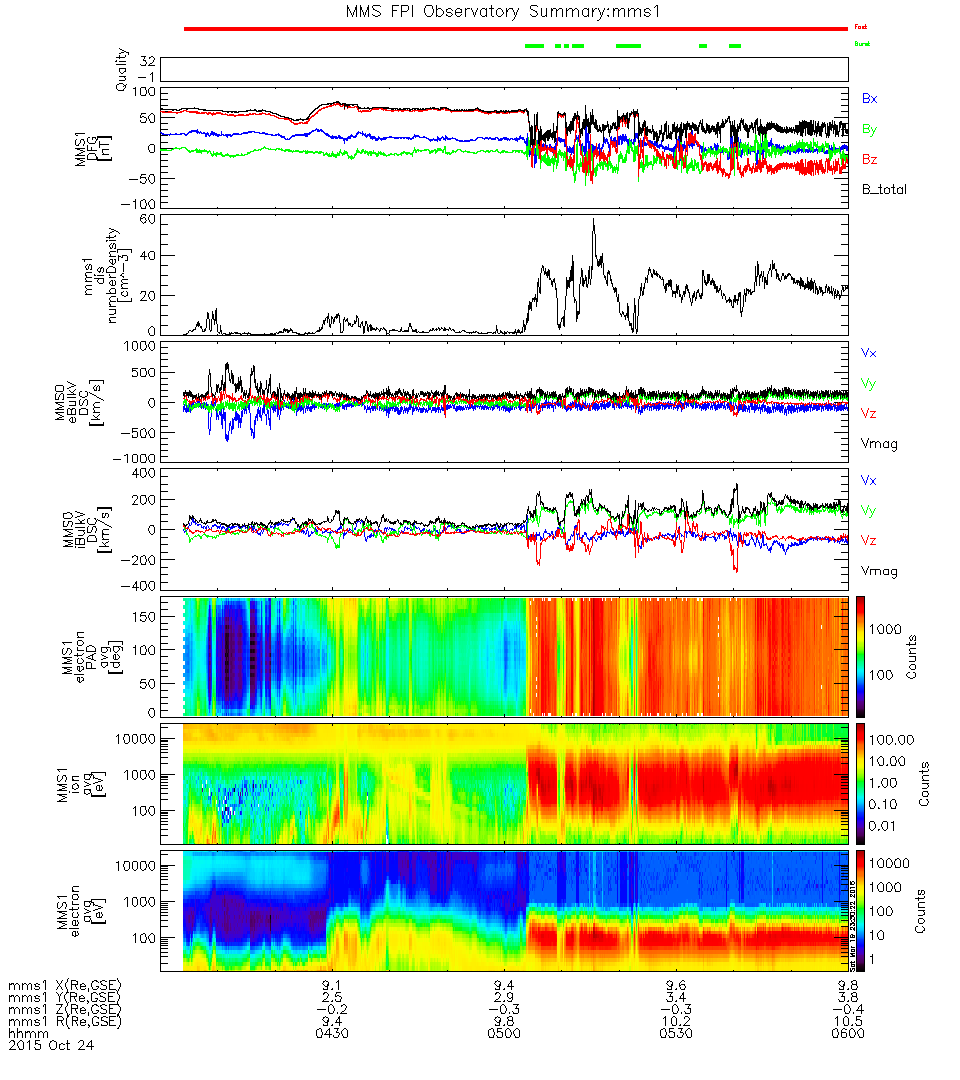 MMS FPI Observatory Summary:mms1
Fast
Burst
Quality
32
-1
MMS1
DFG
[nT]
100
50
0
-50
-100
Bx
By
Bz
B_total
mms1
dis
numberDensity
[cm^-3]
60
40
20
0
MMS0
eBulkV
DSC
[km/s]
1000
500
0
-500
-1000
Vx
Vy
Vz
Vmag
MMS0
iBulkV
DSC
[km/s]
400
200
0
-200
-400
Vx
Vy
Vz
Vmag
MMS1
electron
PAD
avg
[deg]
150
100
50
0
1000
100
Counts
MMS1
ion
avg
[eV]
10000
1000
100
100.00
10.00
1.00
0.10
0.01
Counts
MMS1
electron
avg
[eV]
10000
1000
100
10000
1000
100
10
1
Counts
mms1 X(Re,GSE) 9.1 9.4 9.6 9.8
mms1 Y(Re,GSE) 2.5 2.9 3.4 3.8
mms1 Z(Re,GSE) -0.2 -0.3 -0.3 -0.4
mms1 R(Re,GSE) 9.4 9.8 10.2 10.5
hhmm 0430 0500 0530 0600
2015 Oct 24